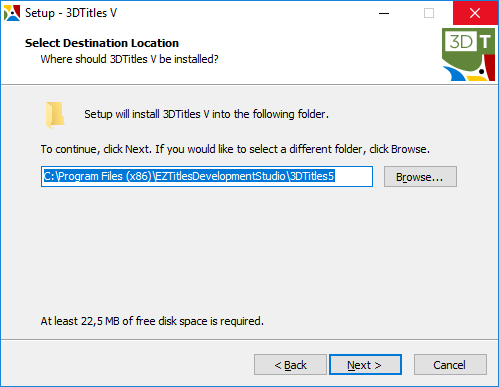 Setup - 3DTitles V
Select Destination Location
Where should 3DTitles V be installed?
3D T
Setup will install 3DTitles V into the following folder.
To continue, click Next. If you would like to select a different folder, click Browse.
C:\Program Files (x86)\EZTitlesDevelopmentStudio\3DTitles5
Browse...
At least 22,5 MB of free disk space is required.
< Back
Next >
Cancel